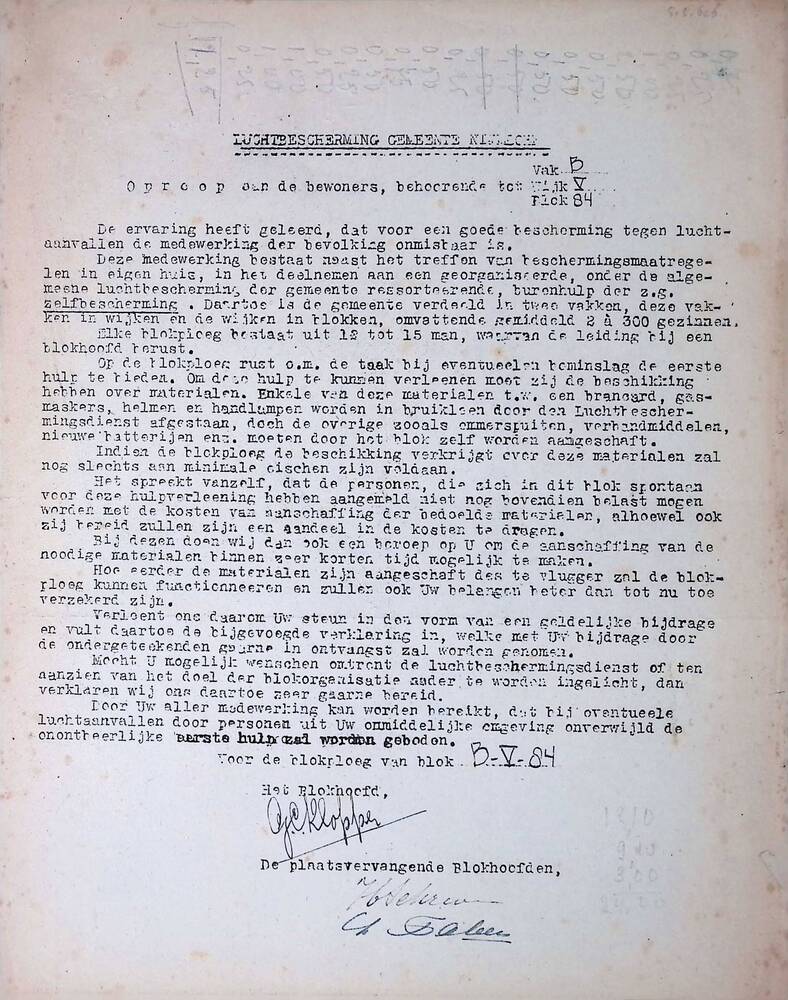 LUCHTBESCHERMING GEMEENTE
Vak B
Oproep aan de bewoners, behoorende tot Wijk V
Blok 84
De ervaring heeft geleerd, dat voor een goede bescherming tegen lucht-
aanvallen de medewerking der bevolking onmisbaar is.
Deze medewerking bestaat naast het treffen van beschermingsmaatrege-
len in eigen huis, in het deelnemen aan een georganiseerde, onder de alge-
meene luchtbescherming der gemeente ressorteerende, burenhulp der z.g.
zelfbescherming . Daartoe is de gemeente verdeeld in twee vakken, deze vak-
ken in wijken en de wijken in blokken, omvattende gemiddeld 2 à 300 gezinnen.
Elke blokploeg bestaat uit 12 tot 15 man, waarvan de leiding bij een
blokhoofd berust.
Op de blokploeg rust o.m. de taak bij eventueelen bominslag de eerste
hulp te bieden. Om deze hulp te kunnen verleenen moet zij de beschikking
hebben over materialen. Enkele van deze materialen t.w. een brancard, gas-
maskers, helmen en handlampen worden in bruikleen door den Luchtbescher-
mingsdienst afgestaan, doch de overige zooals emmerspuiten, verbandmiddelen,
nieuwe batterijen enz. moeten door het blok zelf worden aangeschaft.
Indien de blokploeg de beschikking verkrijgt over deze materialen zal
nog slechts aan minimale eischen zijn voldaan.
Het spreekt vanzelf, dat de personen, die zich in dit blok spontaan
voor deze hulpverleening hebben aangemeld niet nog bovendien belast mogen
worden met de kosten van aanschaffing der bedoelde materialen, alhoewel ook
zij bereid zullen zijn een aandeel in de kosten te dragen.
Bij dezen doen wij dan ook een beroep op U om de aanschaffing van de
noodige materialen binnen zeer korten tijd mogelijk te maken.
Hoe eerder de materialen zijn aangeschaft des te vlugger zal de blok-
ploeg kunnen functionneeren en zullen ook Uw belangen beter dan tot nu toe
verzekerd zijn.
Verleent ons daarom Uw steun in den vorm van een geldelijke bijdrage
en vult daartoe de bijgevoegde verklaring in, welke met Uw bijdrage door
de ondergeteekenden gaarne in ontvangst zal worden genomen.
Mocht U mogelijk wenschen omtrent de luchtbeschermingsdienst of ten
aanzien van het doel der blokorganisatie nader te worden ingelicht, dan
verklaren wij ons daartoe zeer gaarne bereid.
Door Uw aller medewerking kan worden bereikt, dat bij eventueele
luchtaanvallen door personen uit Uw onmiddelijke omgeving onverwijld de
onontbeerlijke eerste hulp zal worden geboden.
Voor de blokploeg van blok B-V-84
Het Blokhoofd,
Klopper
De plaatsvervangende Blokhoofden,